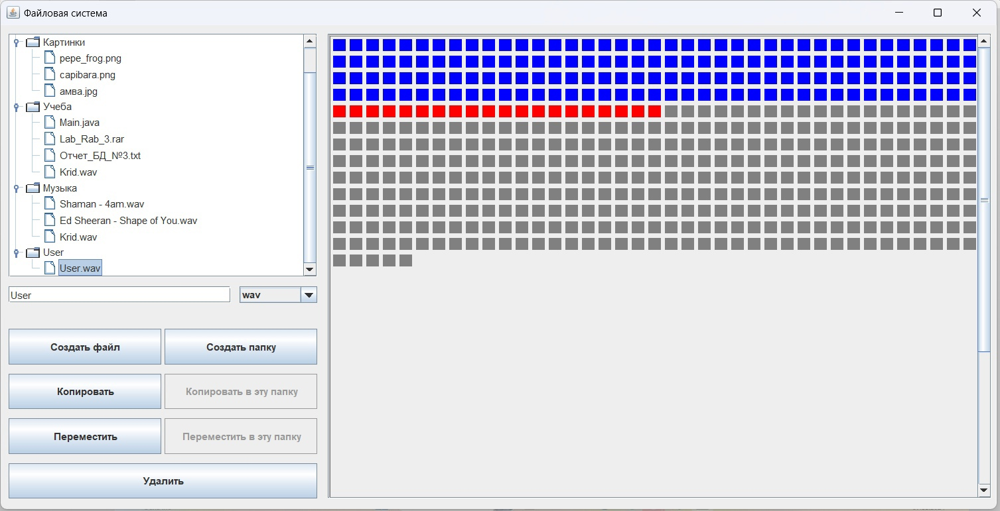 Файловая система
Картинки
pepe_frog.png
capibara.png
амва.jpg
Учеба
Main.java
Lab_Rab_3.rar
Отчет_БД_№3.txt
Krid.wav
Музыка
Shaman - 4am.wav
Ed Sheeran - Shape of You.wav
Krid.wav
User
User.wav
User
wav
Создать файл
Создать папку
Копировать
Копировать в эту папку
Переместить
Переместить в эту папку
Удалить